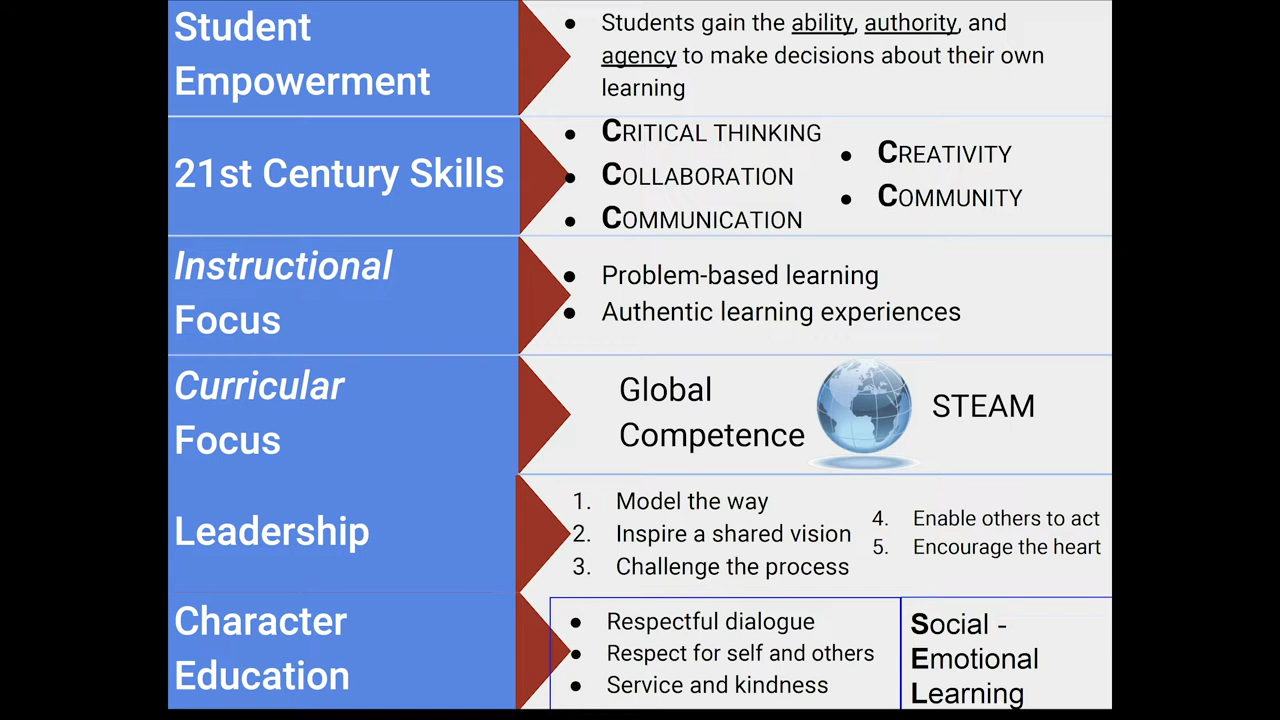 Student
Empowerment
• Students gain the ability, authority, and
agency to make decisions about their own
learning
21st Century Skills
• CRITICAL THINKING
• COLLABORATION
• COMMUNICATION
• CREATIVITY
• COMMUNITY
Instructional
Focus
• Problem-based learning
• Authentic learning experiences
Curricular
Focus
Global
Competence
STEAM
Leadership
1. Model the way
2. Inspire a shared vision
3. Challenge the process
4. Enable others to act
5. Encourage the heart
Character
Education
• Respectful dialogue
• Respect for self and others
• Service and kindness
Social -
Emotional
Learning